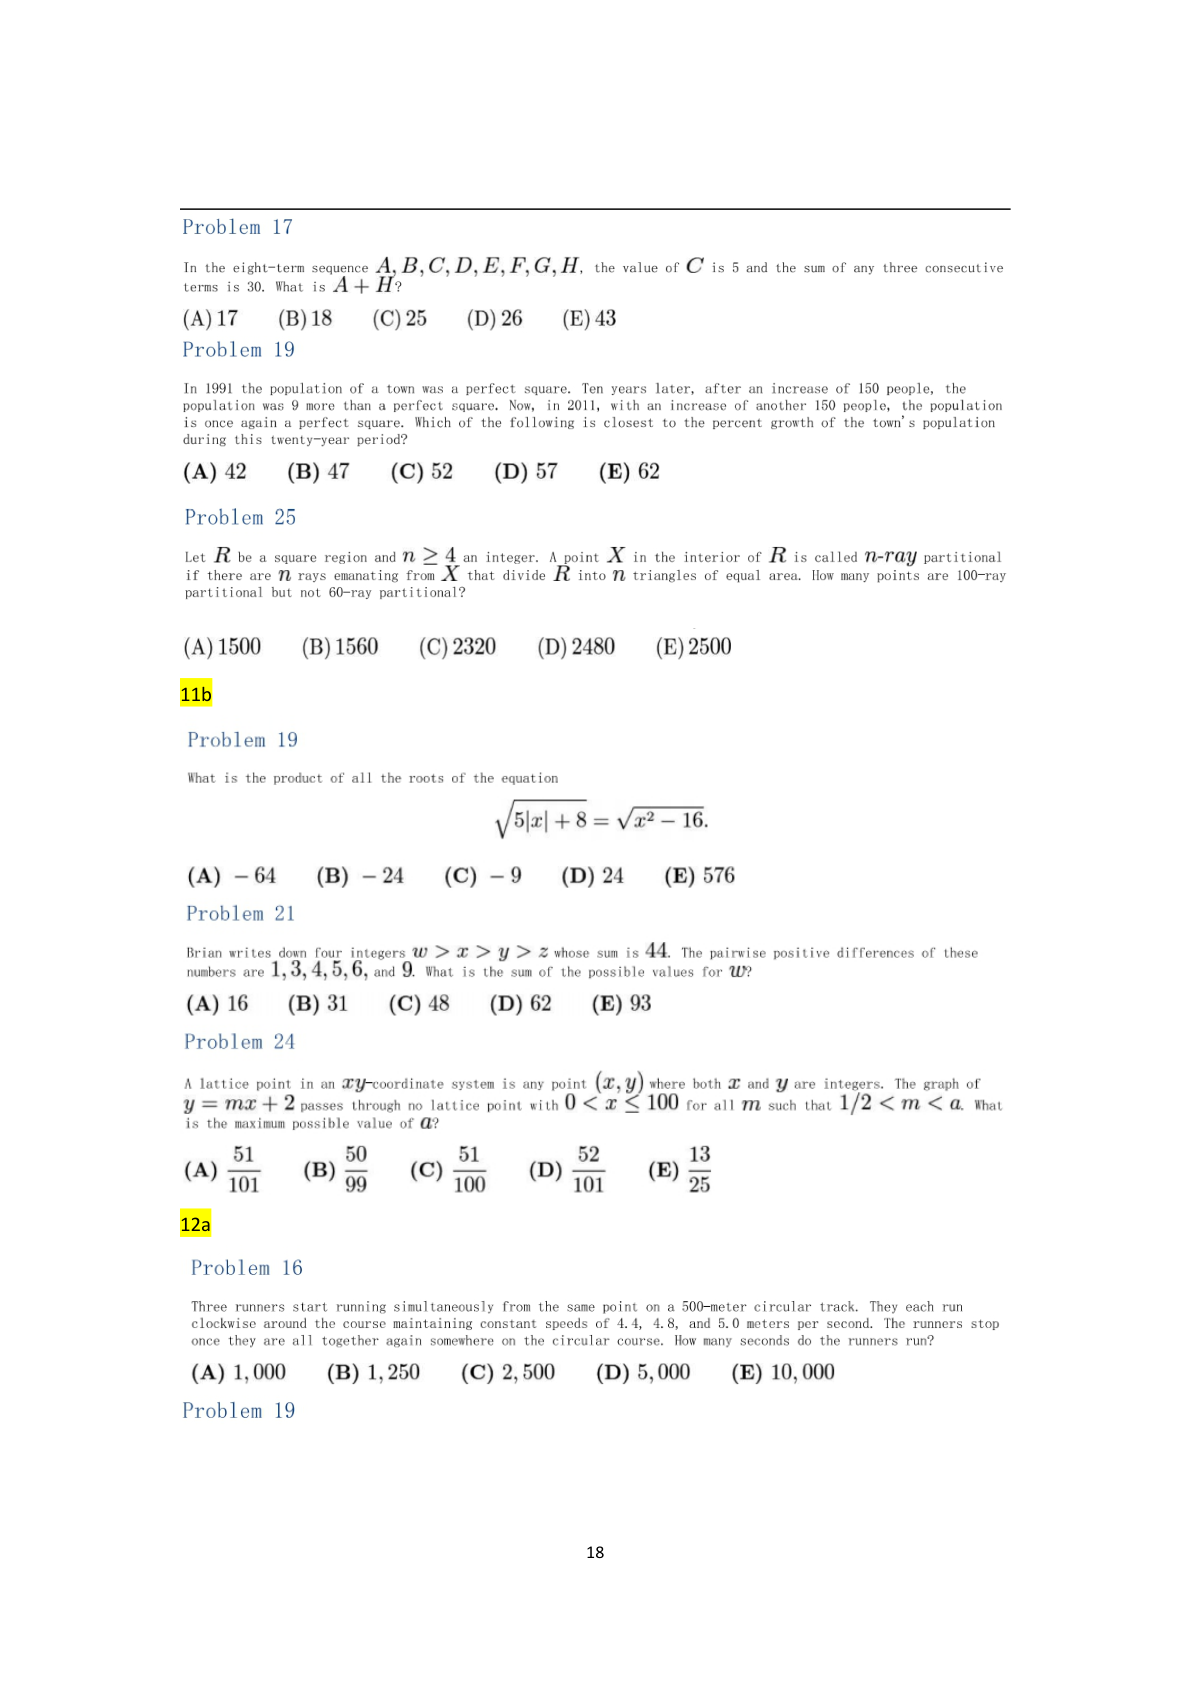 Problem 17
In the eight-term sequence A, B, C, D, E, F, G, H, the value of C is 5 and the sum of any three consecutive
terms is 30. What is A + H?
(A) 17 (B) 18 (C) 25 (D) 26 (E) 43
Problem 19
In 1991 the population of a town was a perfect square. Ten years later, after an increase of 150 people, the
population was 9 more than a perfect square. Now, in 2011, with an increase of another 150 people, the population
is once again a perfect square. Which of the following is closest to the percent growth of the town's population
during this twenty-year period?
(A) 42 (B) 47 (C) 52 (D) 57 (E) 62
Problem 25
Let R be a square region and n ≥ 4 an integer. A point X in the interior of R is called n-ray partitional
if there are n rays emanating from X that divide R into n triangles of equal area. How many points are 100-ray
partitional but not 60-ray partitional?
(A) 1500 (B) 1560 (C) 2320 (D) 2480 (E) 2500
11b
Problem 19
What is the product of all the roots of the equation
√(5|x| + 8) = √(x² − 16).
(A) − 64 (B) − 24 (C) − 9 (D) 24 (E) 576
Problem 21
Brian writes down four integers w > x > y > z whose sum is 44. The pairwise positive differences of these
numbers are 1, 3, 4, 5, 6, and 9. What is the sum of the possible values for w?
(A) 16 (B) 31 (C) 48 (D) 62 (E) 93
Problem 24
A lattice point in an xy-coordinate system is any point (x, y) where both x and y are integers. The graph of
y = mx + 2 passes through no lattice point with 0 < x ≤ 100 for all m such that 1/2 < m < a. What
is the maximum possible value of a?
(A) 51/101 (B) 50/99 (C) 51/100 (D) 52/101 (E) 13/25
12a
Problem 16
Three runners start running simultaneously from the same point on a 500-meter circular track. They each run
clockwise around the course maintaining constant speeds of 4.4, 4.8, and 5.0 meters per second. The runners stop
once they are all together again somewhere on the circular course. How many seconds do the runners run?
(A) 1,000 (B) 1,250 (C) 2,500 (D) 5,000 (E) 10,000
Problem 19
18